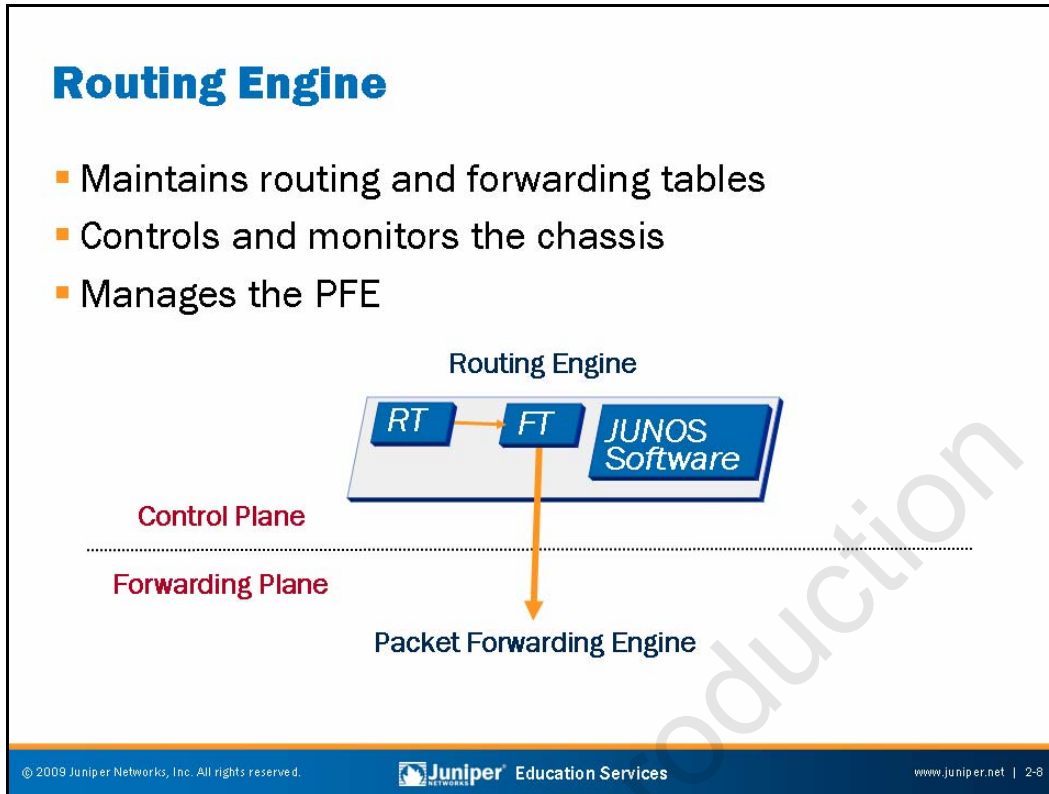 Routing Engine
▪ Maintains routing and forwarding tables
▪ Controls and monitors the chassis
▪ Manages the PFE
Routing Engine
RT
FT
JUNOS
Software
Control Plane
Forwarding Plane
Packet Forwarding Engine
roduction
© 2009 Juniper Networks, Inc. All rights reserved.
Juniper NETWORKS Education Services
www.juniper.net | 2-8